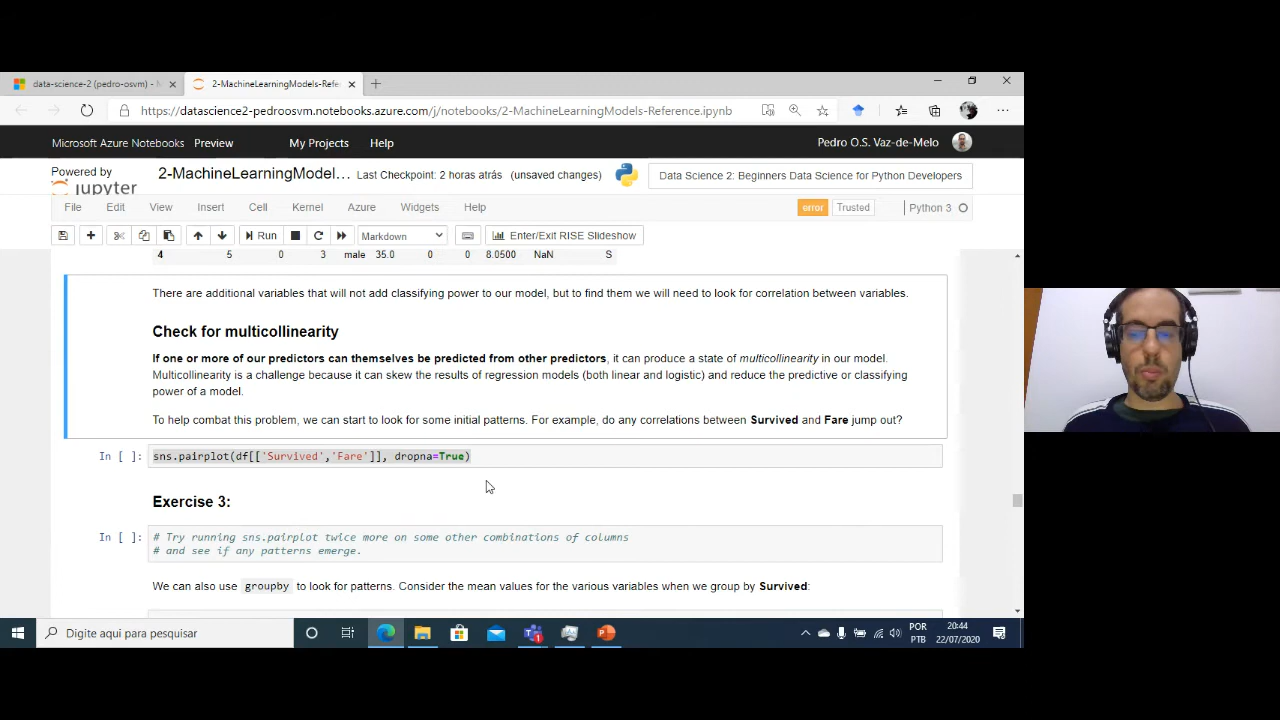 data-science-2 (pedro-osvm) -
2-MachineLearningModels-Refe
https://datascience2-pedroosvm.notebooks.azure.com/j/notebooks/2-MachineLearningModels-Reference.ipynb
Microsoft Azure Notebooks Preview My Projects Help Pedro O.S. Vaz-de-Melo
Powered by
jupyter
2-MachineLearningModel... Last Checkpoint: 2 horas atrás (unsaved changes) Data Science 2: Beginners Data Science for Python Developers
File Edit View Insert Cell Kernel Azure Widgets Help error Trusted Python 3
Run Markdown Enter/Exit RISE Slideshow
4 5 0 3 male 35.0 0 0 8.0500 NaN S
There are additional variables that will not add classifying power to our model, but to find them we will need to look for correlation between variables.
Check for multicollinearity
If one or more of our predictors can themselves be predicted from other predictors, it can produce a state of multicollinearity in our model.
Multicollinearity is a challenge because it can skew the results of regression models (both linear and logistic) and reduce the predictive or classifying
power of a model.
To help combat this problem, we can start to look for some initial patterns. For example, do any correlations between Survived and Fare jump out?
In [ ]: sns.pairplot(df[['Survived','Fare']], dropna=True)
Exercise 3:
In [ ]: # Try running sns.pairplot twice more on some other combinations of columns
# and see if any patterns emerge.
We can also use groupby to look for patterns. Consider the mean values for the various variables when we group by Survived:
Digite aqui para pesquisar
POR
PTB
20:44
22/07/2020